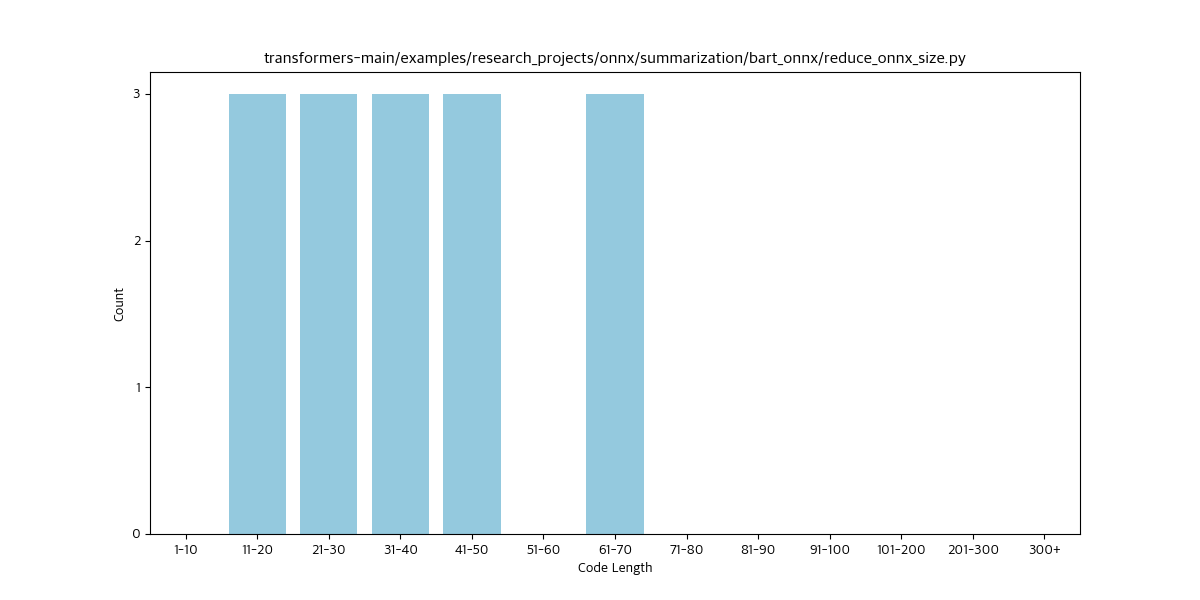 transformers-main/examples/research_projects/onnx/summarization/bart_onnx/reduce_onnx_size.py
3
2
1
0
Count
1-10 11-20 21-30 31-40 41-50 51-60 61-70 71-80 81-90 91-100 101-200 201-300 300+
Code Length